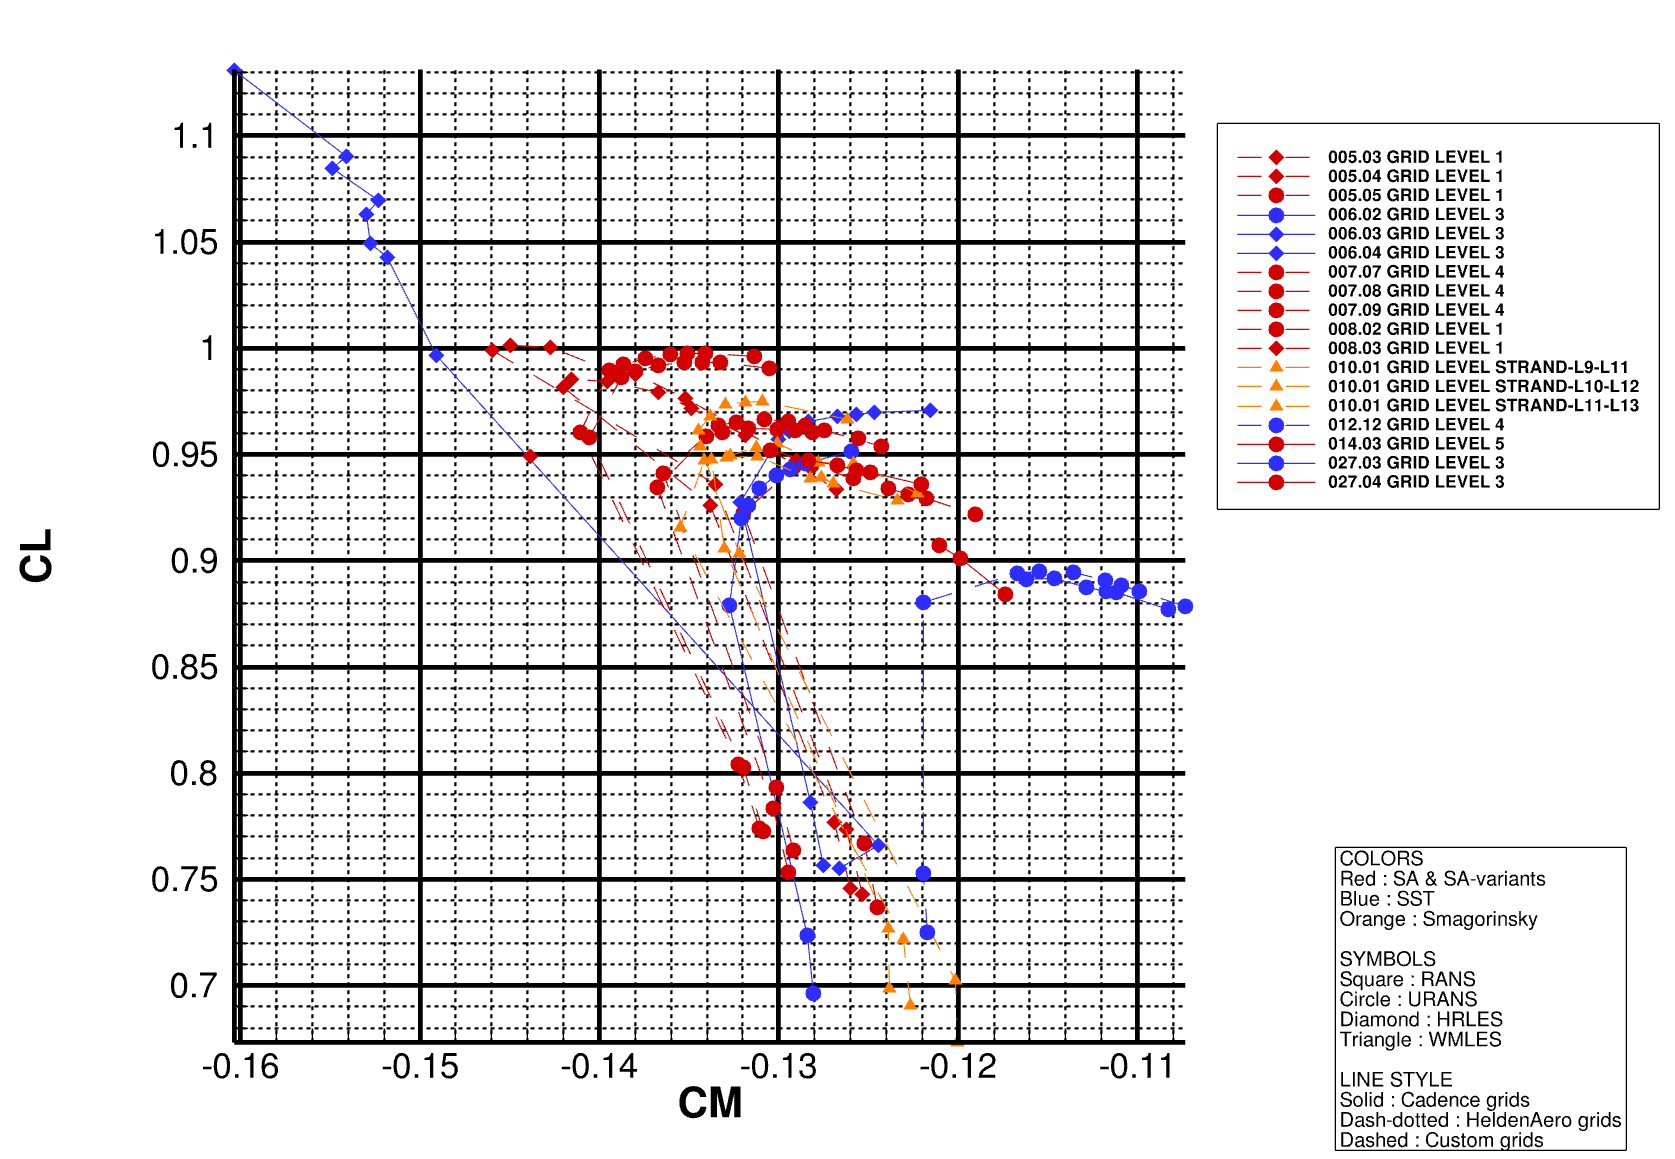 1.1
1.05
1
0.95
0.9
0.85
0.8
0.75
0.7
CL
-0.16
-0.15
-0.14
-0.13
-0.12
-0.11
CM
005.03 GRID LEVEL 1
005.04 GRID LEVEL 1
005.05 GRID LEVEL 1
006.02 GRID LEVEL 3
006.03 GRID LEVEL 3
006.04 GRID LEVEL 3
007.07 GRID LEVEL 4
007.08 GRID LEVEL 4
007.09 GRID LEVEL 4
008.02 GRID LEVEL 1
008.03 GRID LEVEL 1
010.01 GRID LEVEL STRAND-L9-L11
010.01 GRID LEVEL STRAND-L10-L12
010.01 GRID LEVEL STRAND-L11-L13
012.12 GRID LEVEL 4
014.03 GRID LEVEL 5
027.03 GRID LEVEL 3
027.04 GRID LEVEL 3
COLORS
Red : SA & SA-variants
Blue : SST
Orange : Smagorinsky
SYMBOLS
Square : RANS
Circle : URANS
Diamond : HRLES
Triangle : WMLES
LINE STYLE
Solid : Cadence grids
Dash-dotted : HeldenAero grids
Dashed : Custom grids